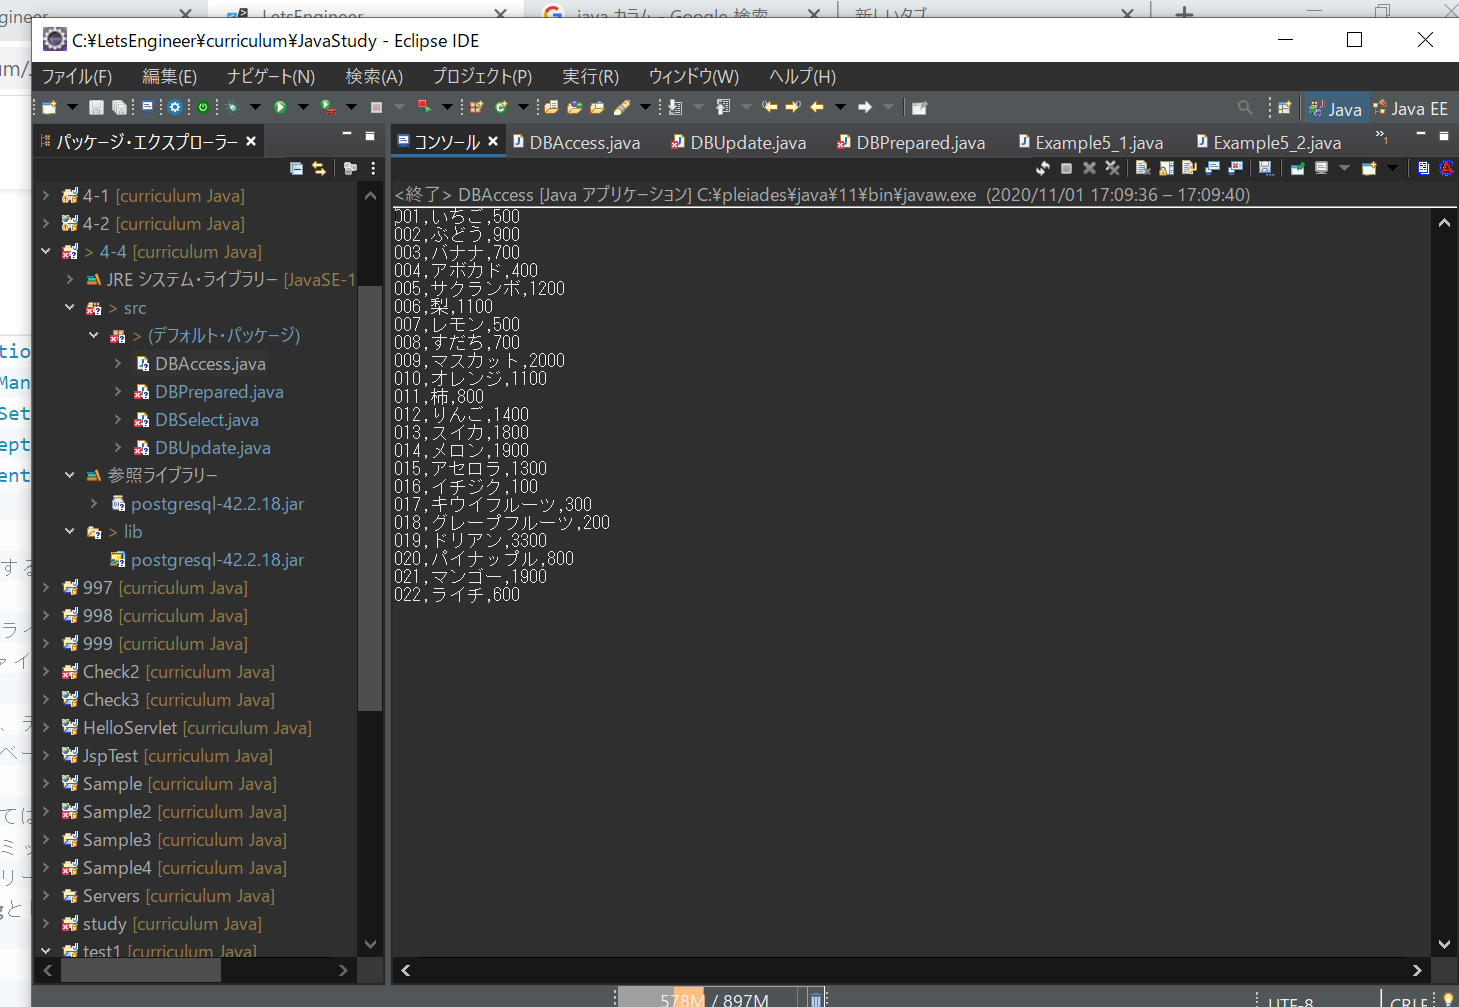 LetsEngineer
java カラム - Google 検索
新しいタブ
C:¥LetsEngineer¥curriculum¥JavaStudy - Eclipse IDE
ファイル(F) 編集(E) ナビゲート(N) 検索(A) プロジェクト(P) 実行(R) ウィンドウ(W) ヘルプ(H)
Java Java EE
パッケージ・エクスプローラー
コンソール DBAccess.java DBUpdate.java DBPrepared.java Example5_1.java Example5_2.java
4-1 [curriculum Java]
4-2 [curriculum Java]
> 4-4 [curriculum Java]
JRE システム・ライブラリー [JavaSE-1
> src
> (デフォルト・パッケージ)
DBAccess.java
DBPrepared.java
DBSelect.java
DBUpdate.java
参照ライブラリー
postgresql-42.2.18.jar
> lib
postgresql-42.2.18.jar
997 [curriculum Java]
998 [curriculum Java]
999 [curriculum Java]
Check2 [curriculum Java]
Check3 [curriculum Java]
HelloServlet [curriculum Java]
JspTest [curriculum Java]
Sample [curriculum Java]
Sample2 [curriculum Java]
Sample3 [curriculum Java]
Sample4 [curriculum Java]
Servers [curriculum Java]
study [curriculum Java]
test1 [curriculum Java]
<終了> DBAccess [Java アプリケーション] C:¥pleiades¥java¥11¥bin¥javaw.exe (2020/11/01 17:09:36 – 17:09:40)
001,いちご,500
002,ぶどう,900
003,バナナ,700
004,アボカド,400
005,サクランボ,1200
006,梨,1100
007,レモン,500
008,すだち,700
009,マスカット,2000
010,オレンジ,1100
011,柿,800
012,りんご,1400
013,スイカ,1800
014,メロン,1900
015,アセロラ,1300
016,イチジク,100
017,キウイフルーツ,300
018,グレープフルーツ,200
019,ドリアン,3300
020,パイナップル,800
021,マンゴー,1900
022,ライチ,600
578M / 897M
UTF-8
CRLF